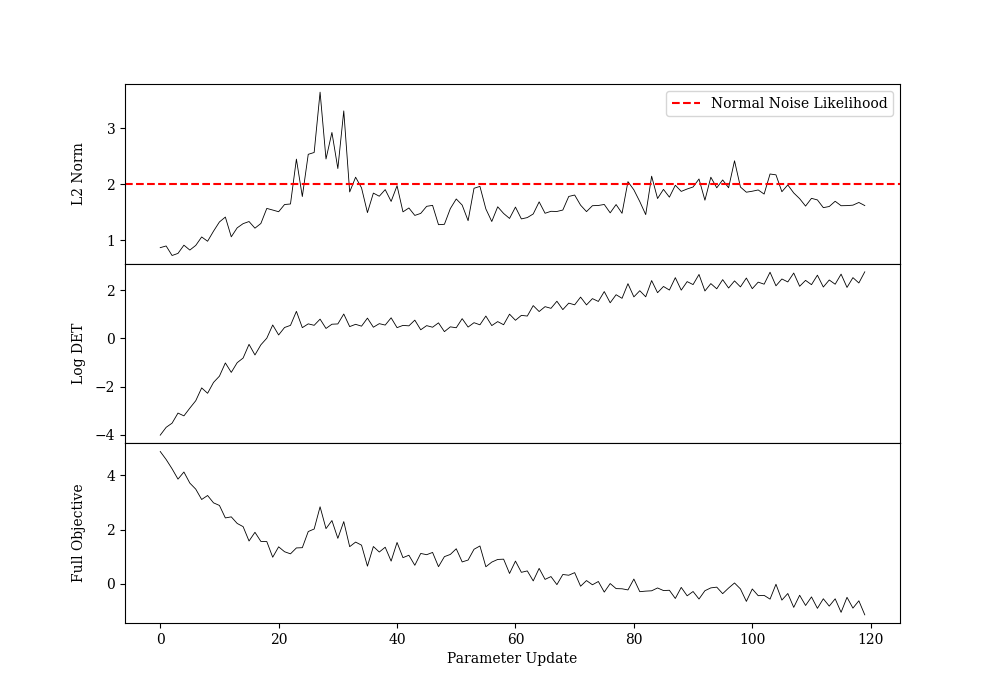 Normal Noise Likelihood
L2 Norm
3
2
1
Log DET
2
0
−2
−4
Full Objective
4
2
0
0 20 40 60 80 100 120
Parameter Update